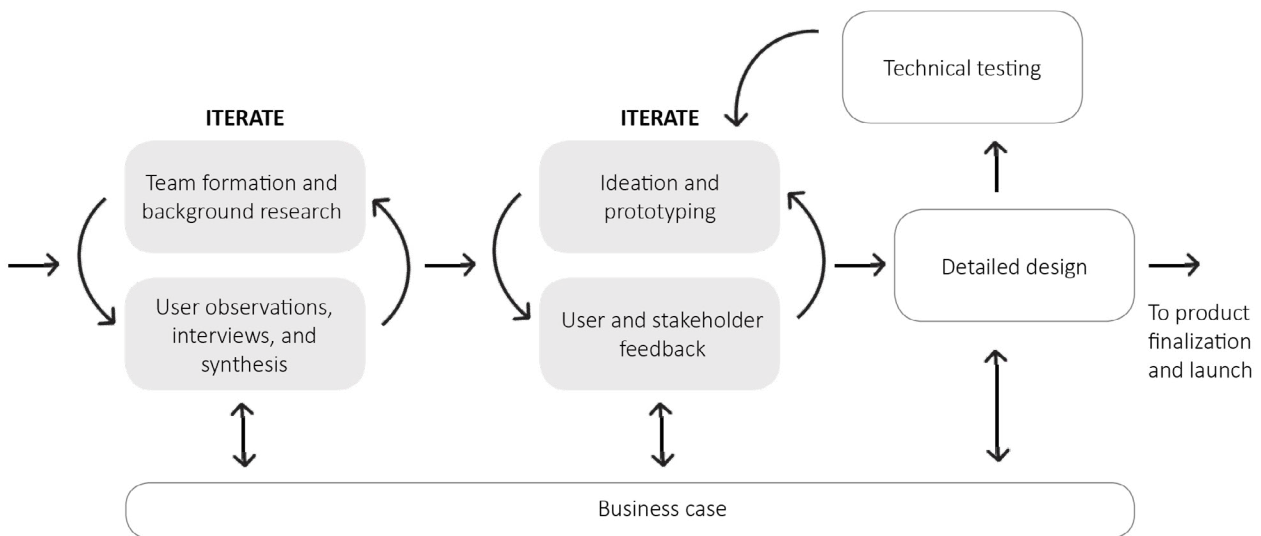 ITERATE
Team formation and
background research
User observations,
interviews, and
synthesis
ITERATE
Ideation and
prototyping
User and stakeholder
feedback
Technical testing
Detailed design
To product
finalization
and launch
Business case